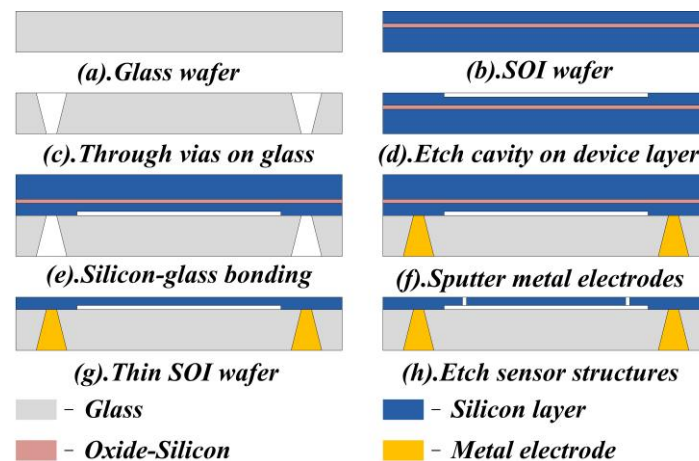 (a).Glass wafer
(b).SOI wafer
(c).Through vias on glass
(d).Etch cavity on device layer
(e).Silicon-glass bonding
(f).Sputter metal electrodes
(g).Thin SOI wafer
(h).Etch sensor structures
- Glass
- Silicon layer
- Oxide-Silicon
- Metal electrode